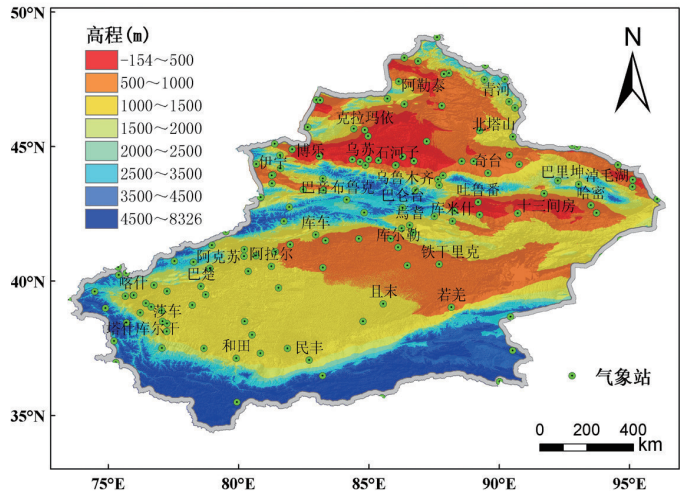 50°N
45°N
40°N
35°N
高程(m)
-154～500
500～1000
1000～1500
1500～2000
2000～2500
2500～3500
3500～4500
4500～8326
N
阿勒泰
青河
克拉玛依
北塔山
博乐
乌苏
石河子
奇台
伊宁
乌鲁木齐
巴里坤
淖毛湖
巴音布鲁克
巴仑台
吐鲁番
哈密
焉耆
库米什
十三间房
库车
库尔勒
阿克苏
阿拉尔
铁干里克
喀什
巴楚
且末
若羌
莎车
塔什库尔干
和田
民丰
气象站
0 200 400
km
75°E
80°E
85°E
90°E
95°E